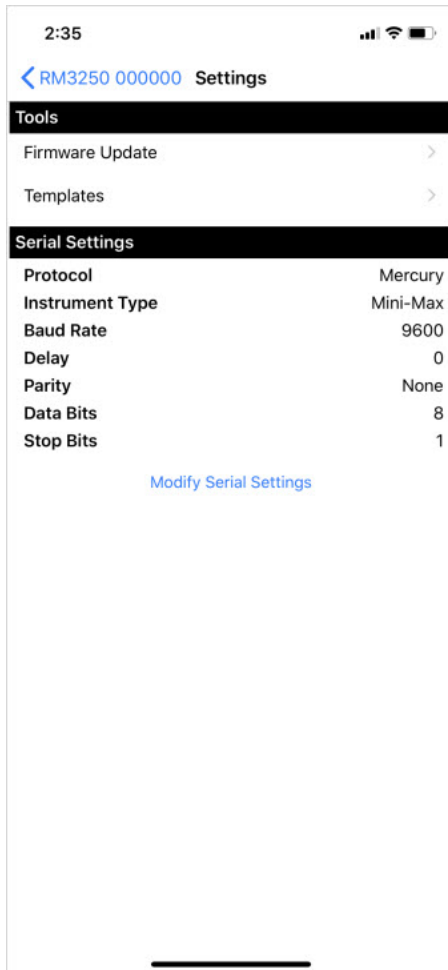 2:35
RM3250 000000 Settings
Tools
Firmware Update
Templates
Serial Settings
Protocol Mercury
Instrument Type Mini-Max
Baud Rate 9600
Delay 0
Parity None
Data Bits 8
Stop Bits 1
Modify Serial Settings